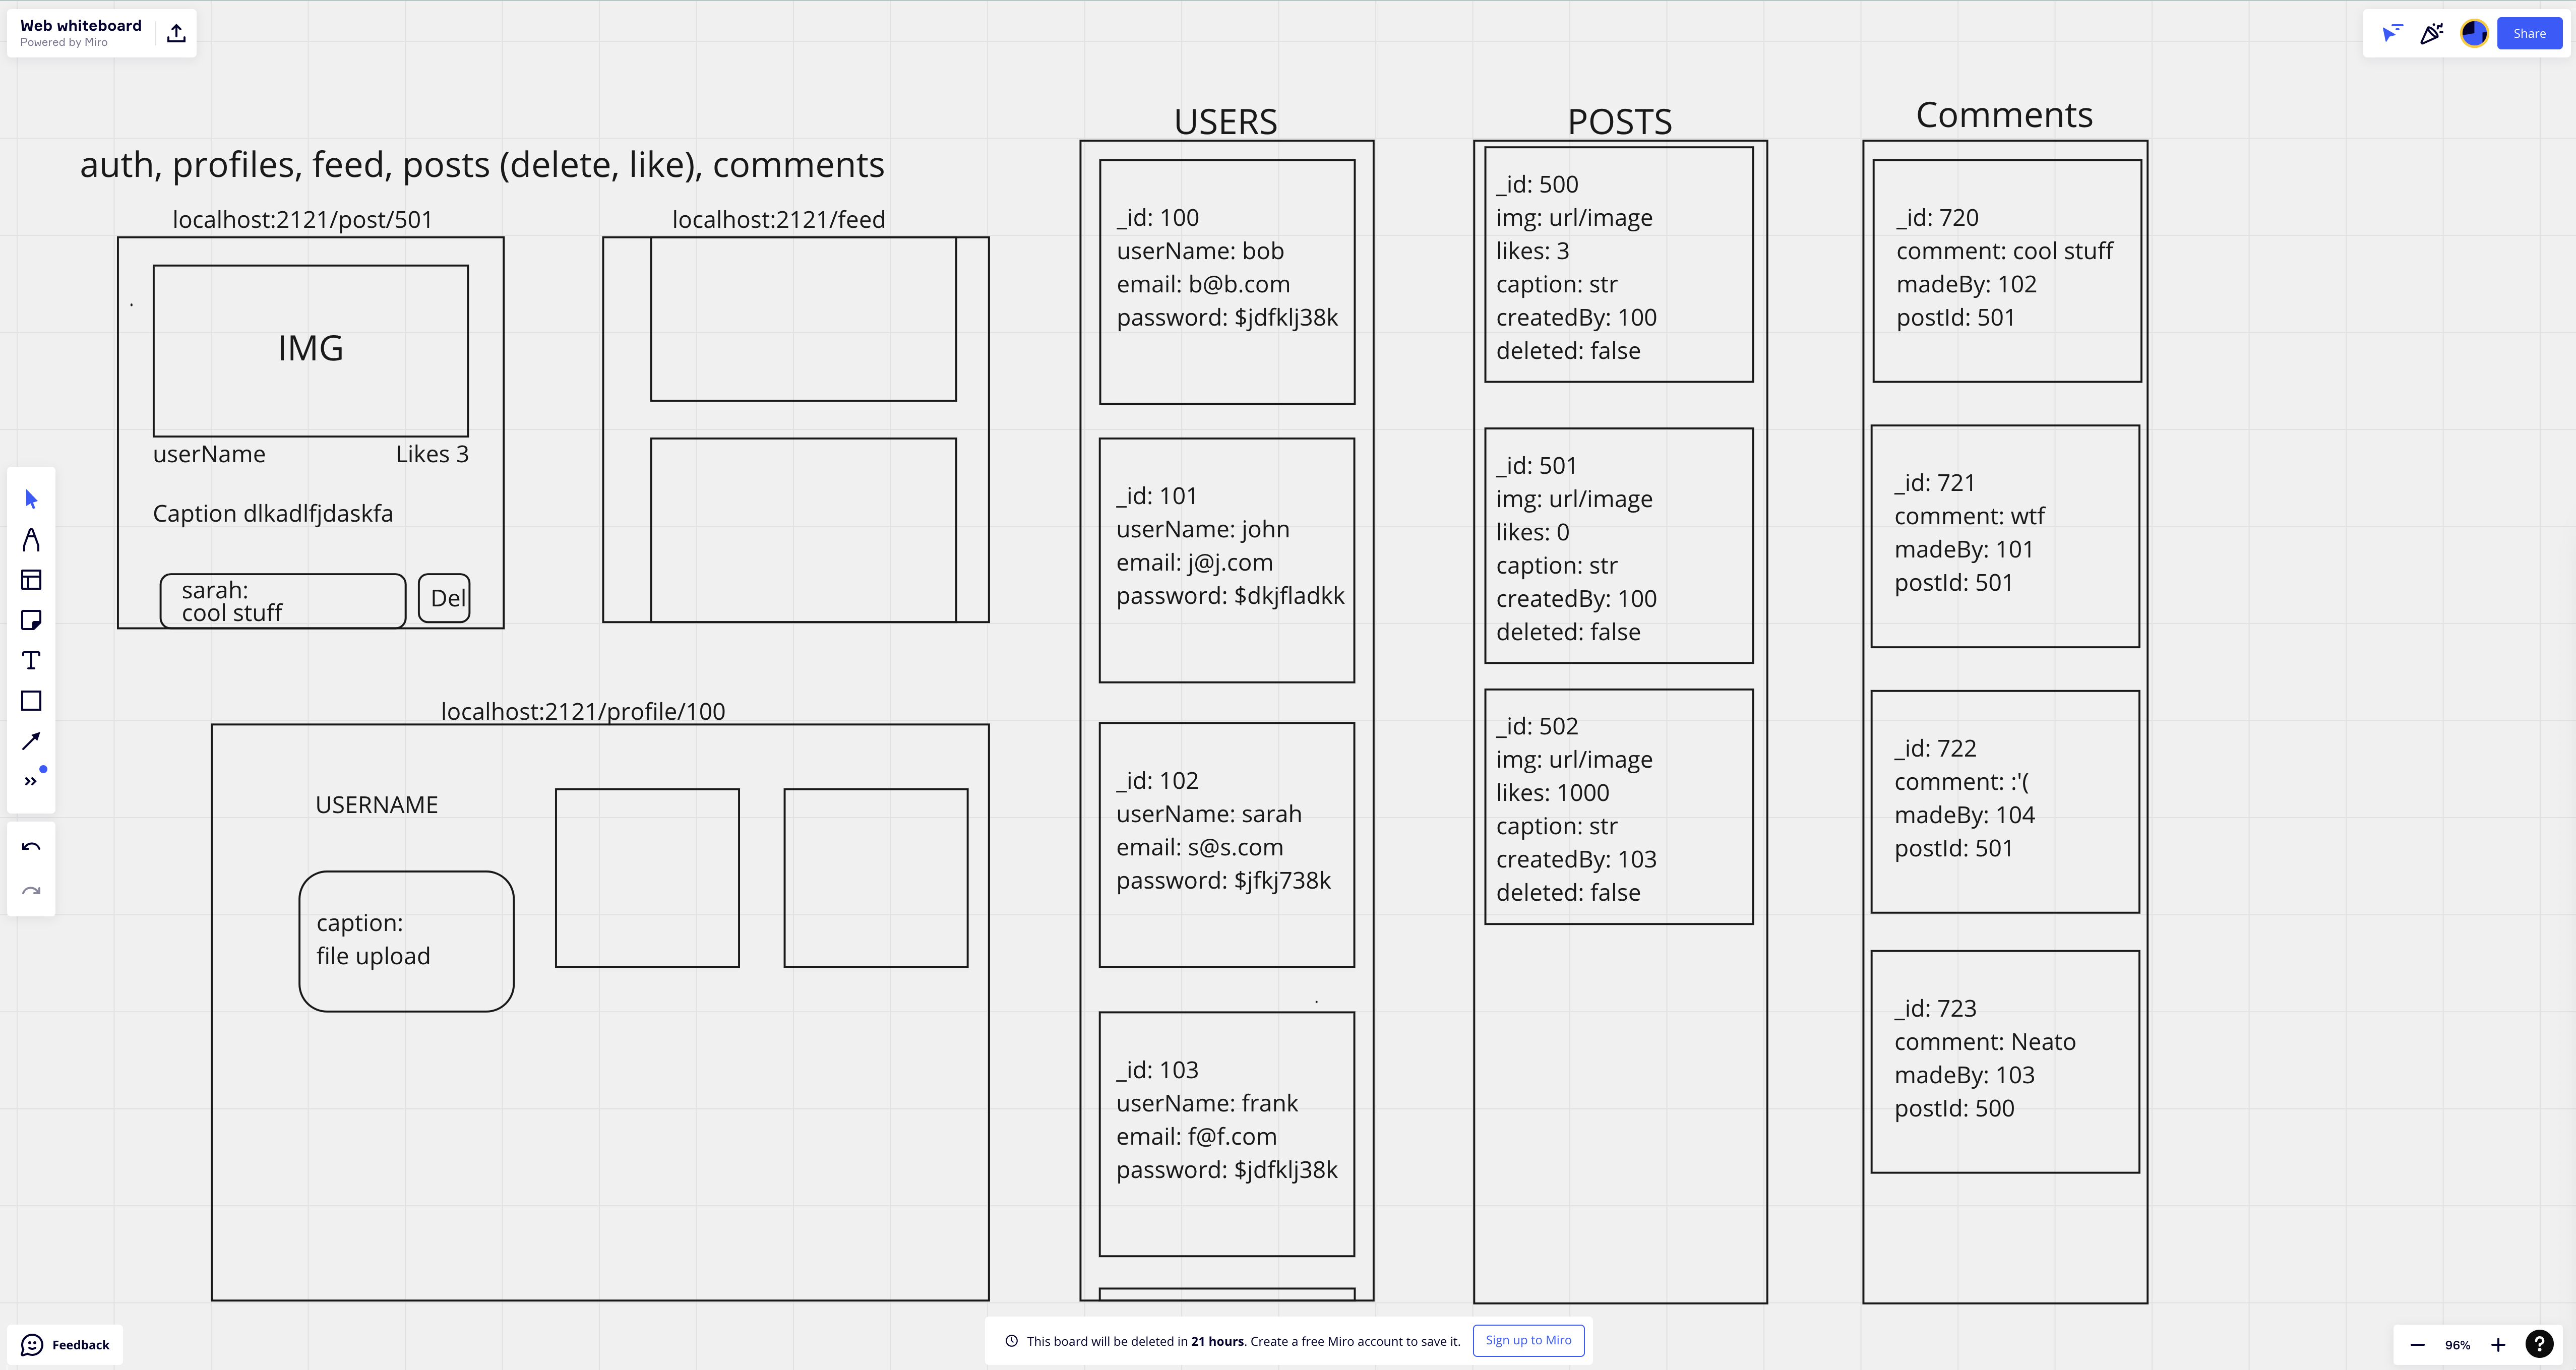 Web whiteboard
Powered by Miro
Share
auth, profiles, feed, posts (delete, like), comments
localhost:2121/post/501
IMG
userName Likes 3
Caption dlkadlfjdaskfa
sarah:
cool stuff
Del
localhost:2121/feed
localhost:2121/profile/100
USERNAME
caption:
file upload
USERS
_id: 100
userName: bob
email: b@b.com
password: $jdfklj38k
_id: 101
userName: john
email: j@j.com
password: $dkjfladkk
_id: 102
userName: sarah
email: s@s.com
password: $jfkj738k
_id: 103
userName: frank
email: f@f.com
password: $jdfklj38k
POSTS
_id: 500
img: url/image
likes: 3
caption: str
createdBy: 100
deleted: false
_id: 501
img: url/image
likes: 0
caption: str
createdBy: 100
deleted: false
_id: 502
img: url/image
likes: 1000
caption: str
createdBy: 103
deleted: false
Comments
_id: 720
comment: cool stuff
madeBy: 102
postId: 501
_id: 721
comment: wtf
madeBy: 101
postId: 501
_id: 722
comment: :'(
madeBy: 104
postId: 501
_id: 723
comment: Neato
madeBy: 103
postId: 500
Feedback
This board will be deleted in 21 hours. Create a free Miro account to save it.
Sign up to Miro
96%
?